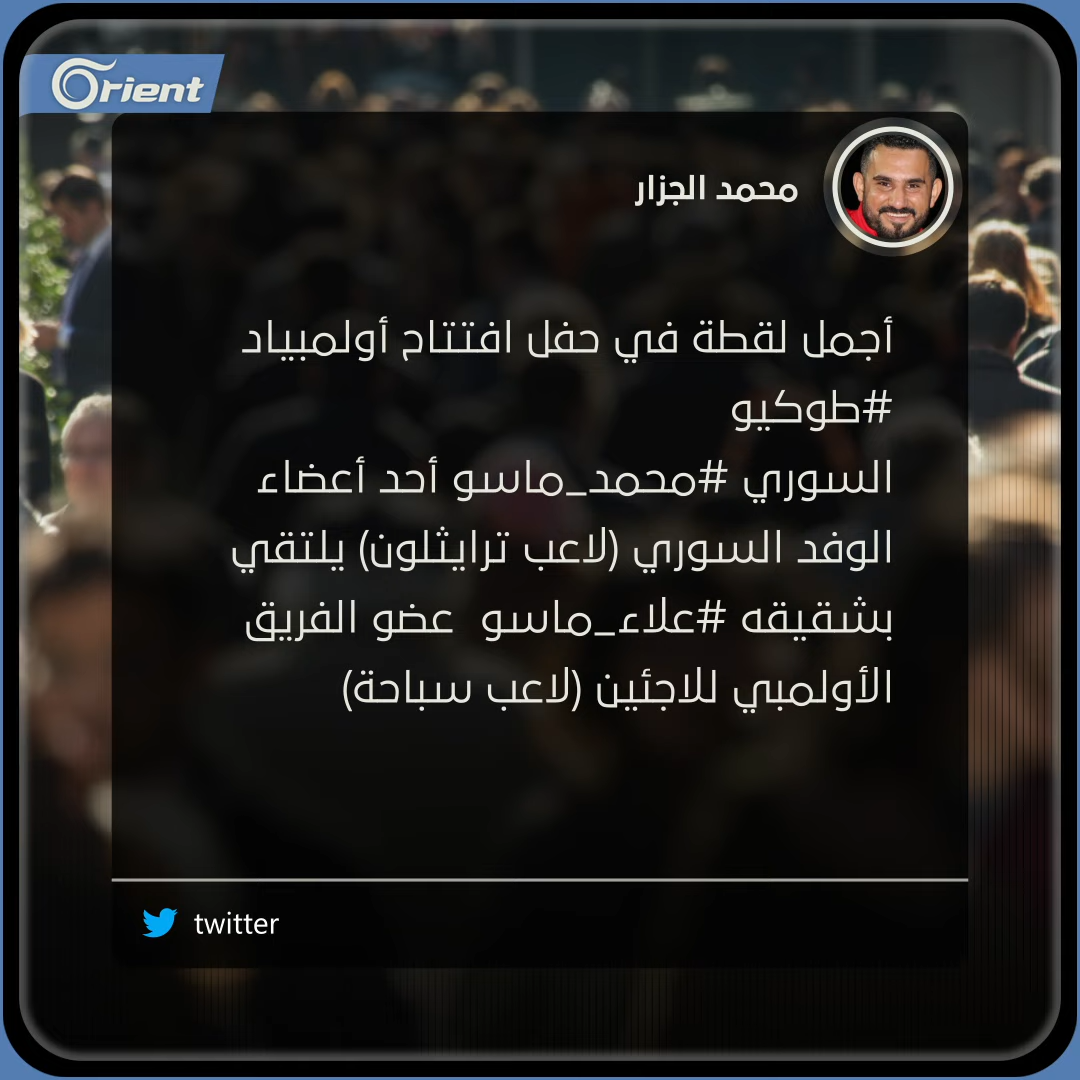 Orient
محمد الجزار
أجمل لقطة في حفل افتتاح أولمبياد
#طوكيو
السوري #محمد_ماسو أحد أعضاء
الوفد السوري (لاعب ترايثلون) يلتقي
بشقيقه #علاء_ماسو عضو الفريق
الأولمبي للاجئين (لاعب سباحة)
twitter